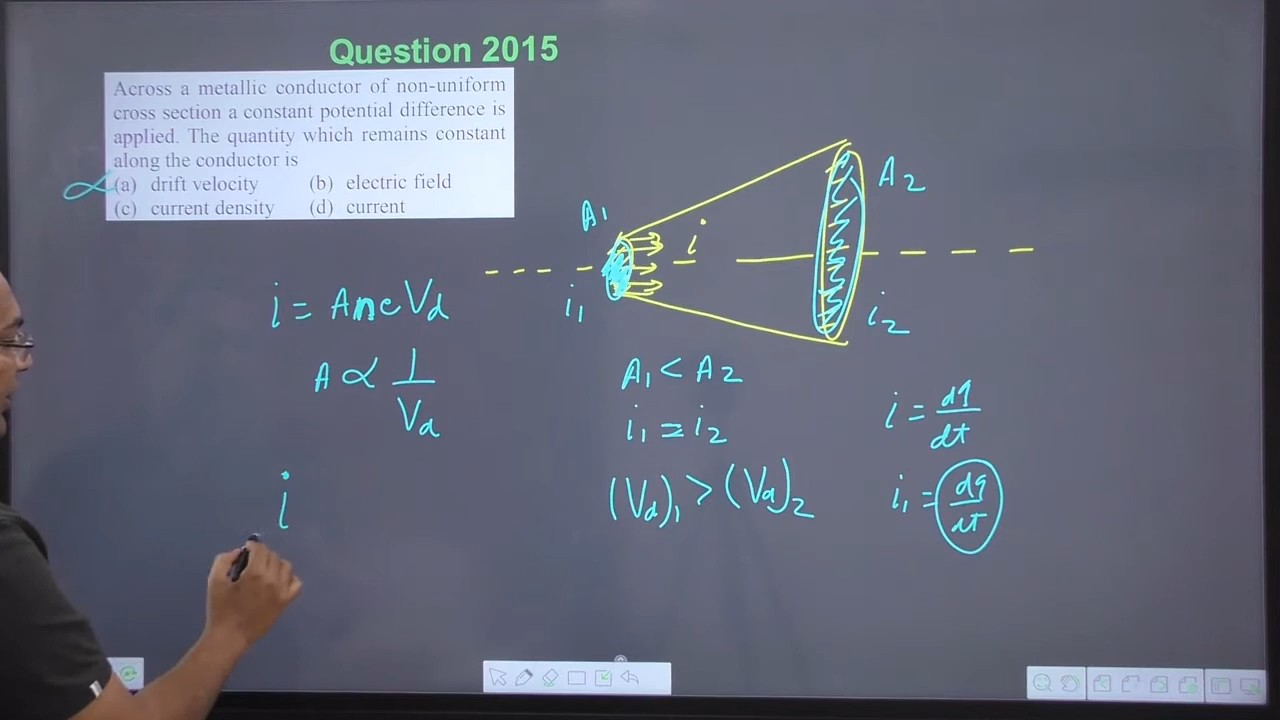 Question 2015
Across a metallic conductor of non-uniform
cross section a constant potential difference is
applied. The quantity which remains constant
along the conductor is
(a) drift velocity (b) electric field
(c) current density (d) current
A1
A2
i
i1
i2
i = AneVd
A ∝ 1/Vd
i
A1 < A2
i1 = i2
(Vd)1 > (Vd)2
i = dq/dt
i1 = dq/dt